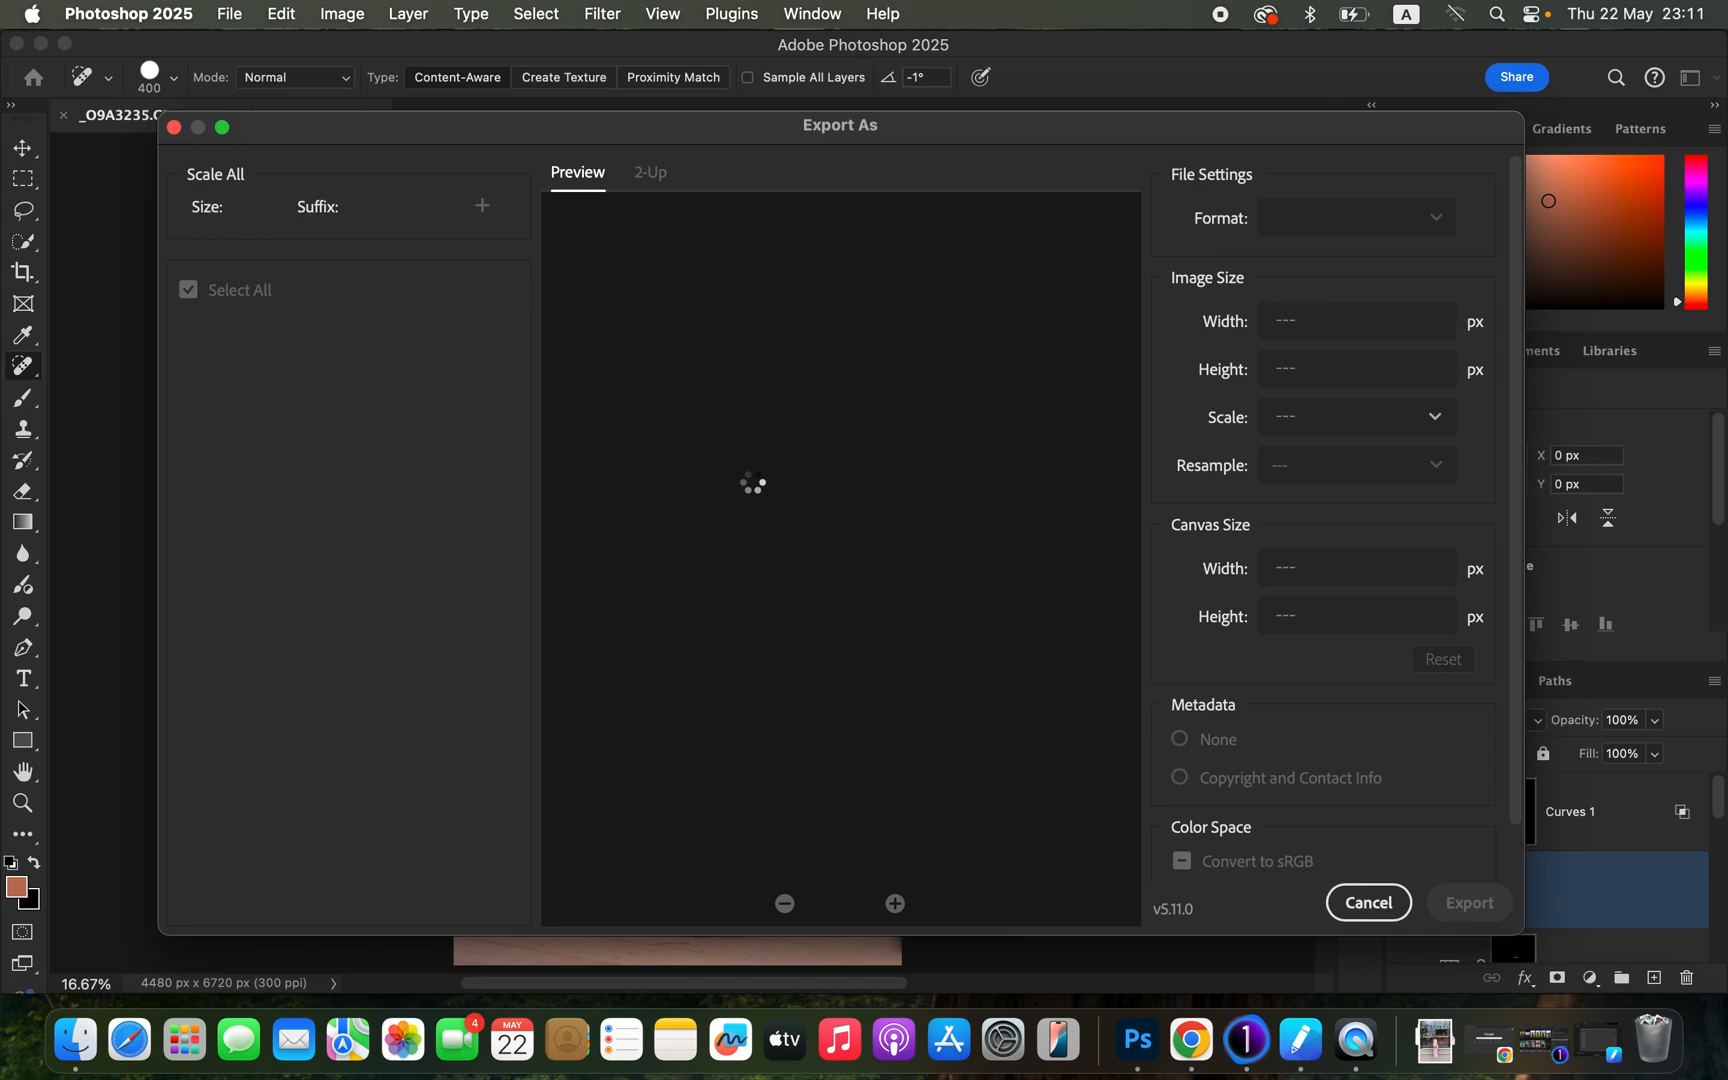 Photoshop 2025 File Edit Image Layer Type Select Filter View Plugins Window Help A Thu 22 May 23:11
Adobe Photoshop 2025
400 Mode: Normal Type: Content-Aware Create Texture Proximity Match Sample All Layers -1° Share
_O9A3235.C
Export As
Gradients Patterns
Scale All
Size: Suffix:
Select All
Preview 2-Up
File Settings
Format:
Image Size
Width: --- px
Height: --- px
Scale: ---
Resample: ---
Canvas Size
Width: --- px
Height: --- px
Reset
Metadata
None
Copyright and Contact Info
Color Space
Convert to sRGB
v5.11.0 Cancel Export
ments Libraries
X 0 px
Y 0 px
e
Paths
Opacity: 100%
Fill: 100%
Curves 1
16.67% 4480 px x 6720 px (300 ppi)
4
MAY
22
tv
Ps
1